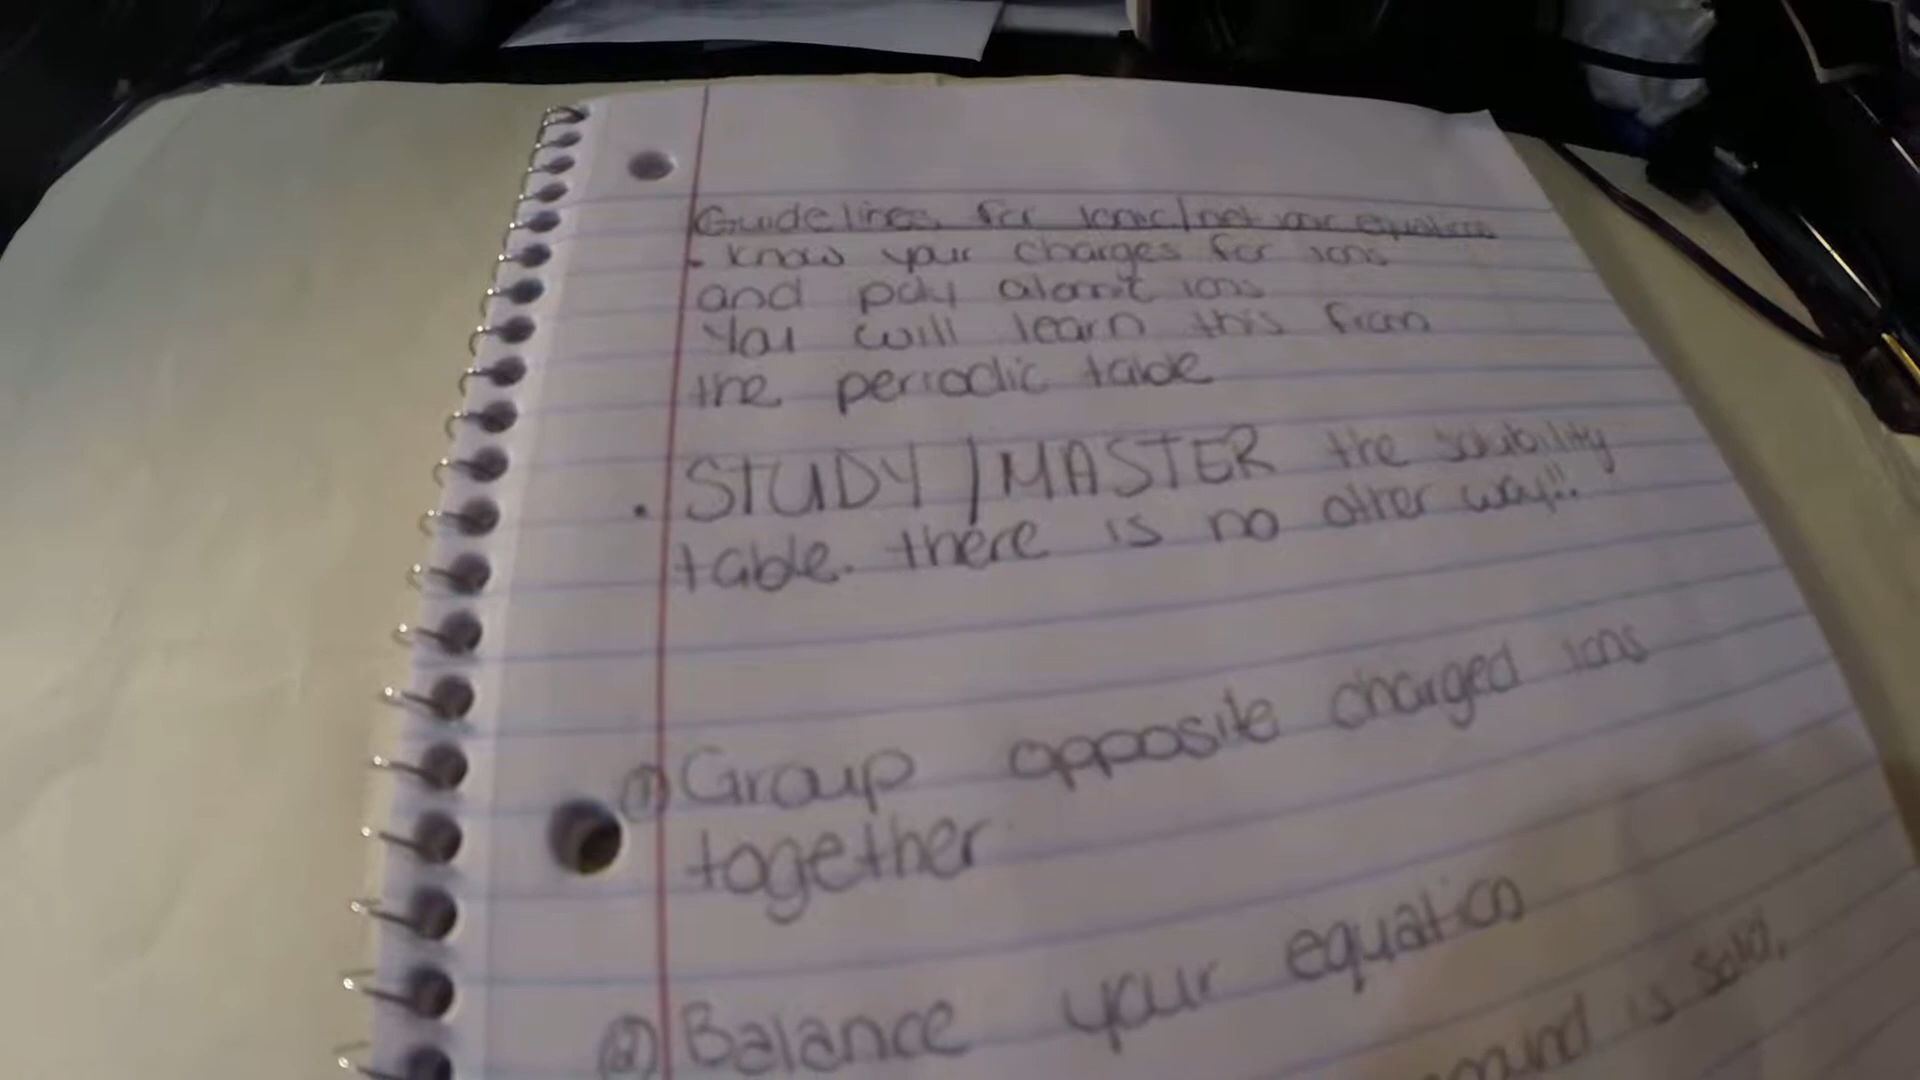 Guidelines for ionic/net ionic equations
• Know your charges for ions
and poly atomic ions
You will learn this from
the periodic table
• STUDY/MASTER the solubility
table. there is no other way!!!
① Group opposite charged ions
together
② Balance your equation
is solid,